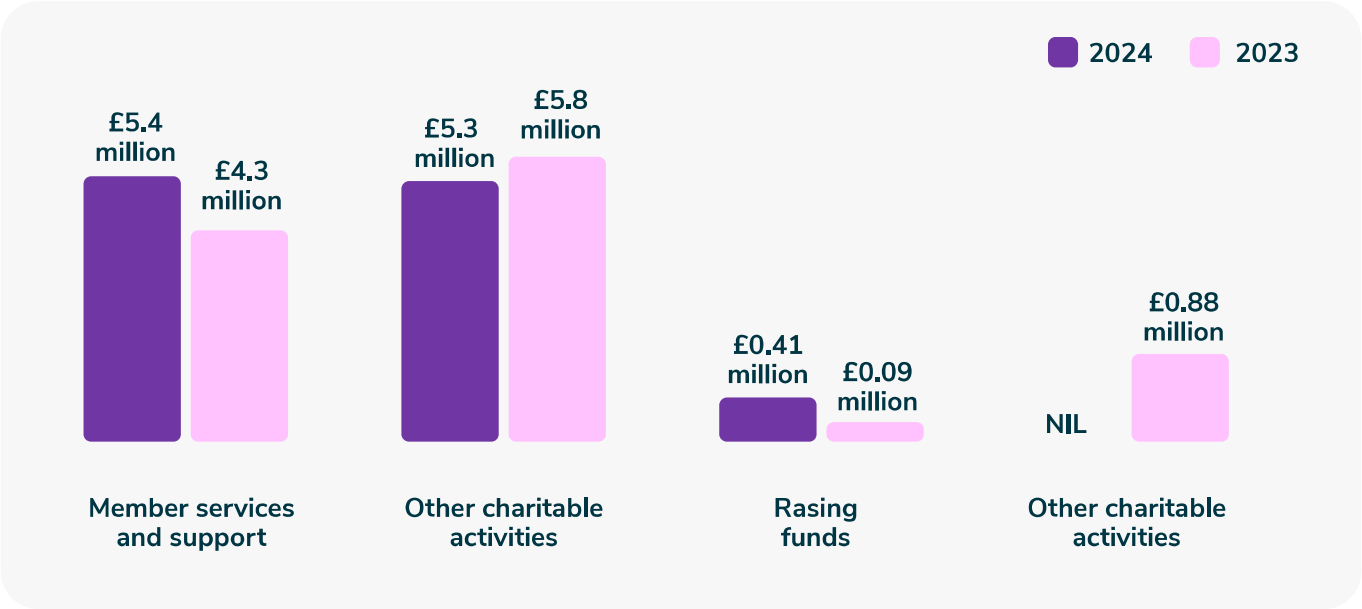 2024
2023
£5.4
million
£4.3
million
£5.3
million
£5.8
million
£0.41
million
£0.09
million
NIL
£0.88
million
Member services
and support
Other charitable
activities
Rasing
funds
Other charitable
activities